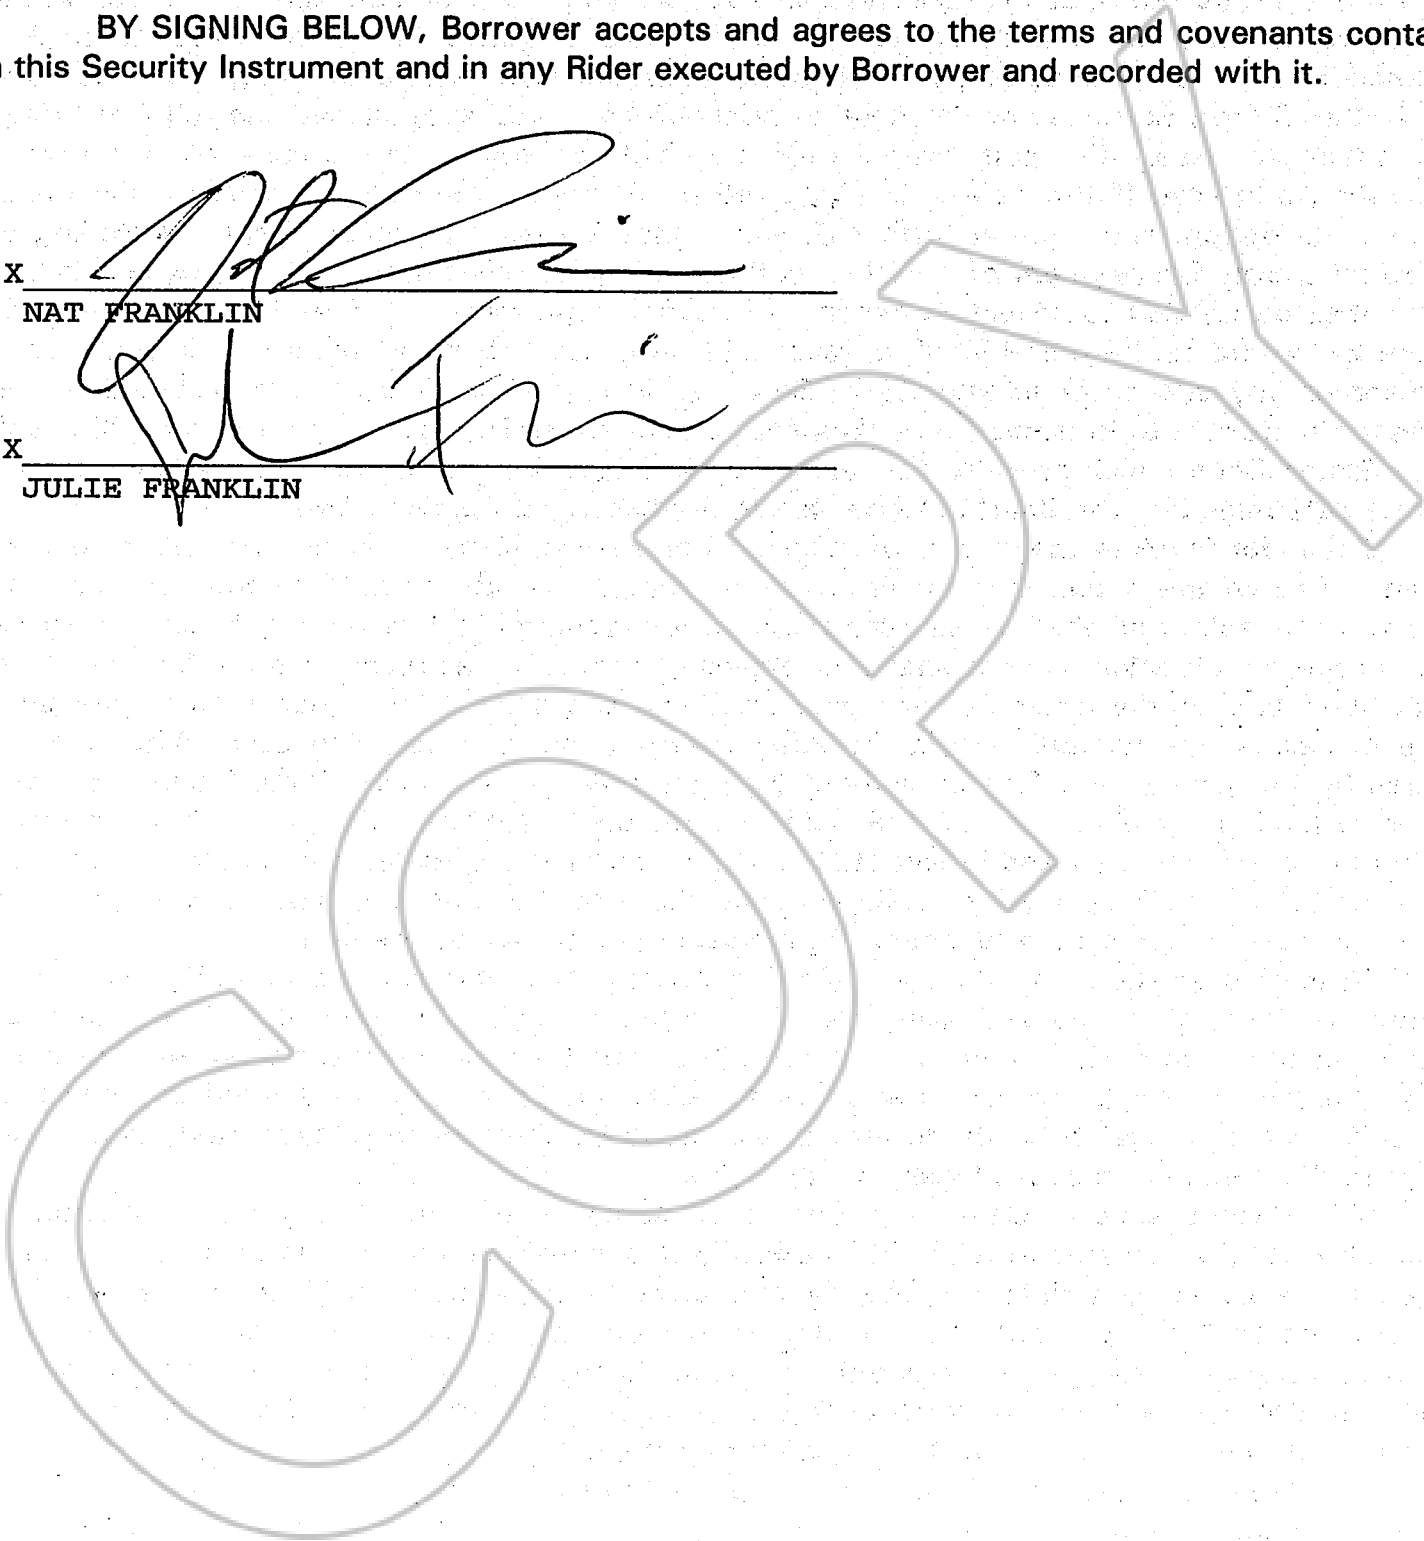 BY SIGNING BELOW, Borrower accepts and agrees to the terms and covenants
this Security Instrument and in any Rider executed by Borrower and recorded with it.
X
NAT FRANKLIN
X
JULIE FRANKLIN
COPY